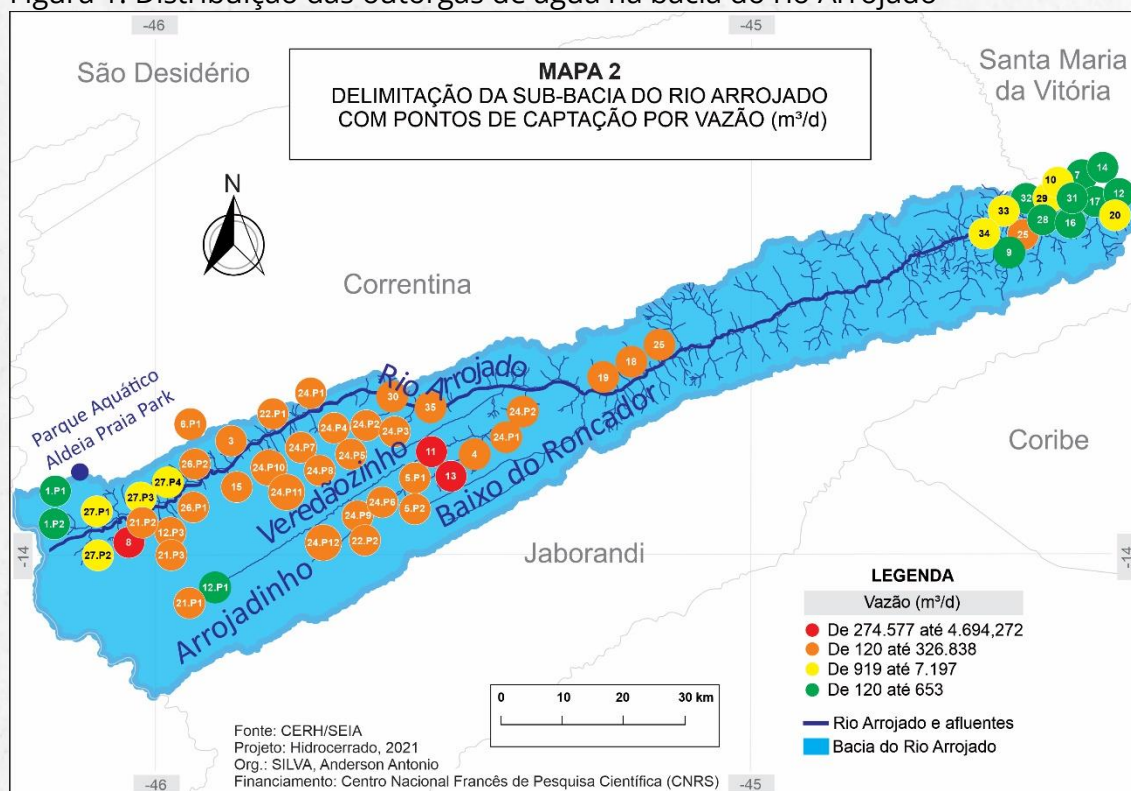 Figura 1. Distribuição das outorgas de água na bacia do rio Arrojado
-46
-45
São Desidério
MAPA 2
DELIMITAÇÃO DA SUB-BACIA DO RIO ARROJADO
COM PONTOS DE CAPTAÇÃO POR VAZÃO (m³/d)
Santa Maria
da Vitória
N
Correntina
10
7
14
32
29
31
17
12
33
28
16
20
34
25
9
25
18
19
Rio Arrojado
24.P1
30
22.P1
35
6.P1
24.P4
24.P2
24.P2
3
24.P3
24.P1
24.P7
24.P5
11
4
26.P2
24.P10
24.P8
13
5.P1
Parque Aquático
Aldeia Praia Park
1.P1
27.P4
15
24.P11
Veredãozinho
27.P3
24.P6
5.P2
Baixo do Roncador
26.P1
27.P1
1.P2
21.P2
24.P9
12.P3
8
24.P12
22.P2
27.P2
21.P3
Arrojadinho
12.P1
21.P1
Coribe
Jaborandi
-14
-14
LEGENDA
Vazão (m³/d)
De 274.577 até 4.694,272
De 120 até 326.838
De 919 até 7.197
De 120 até 653
Rio Arrojado e afluentes
Bacia do Rio Arrojado
0 10 20 30 km
Fonte: CERH/SEIA
Projeto: Hidrocerrado, 2021
Org.: SILVA, Anderson Antonio
Financiamento: Centro Nacional Francês de Pesquisa Científica (CNRS)
-46
-45